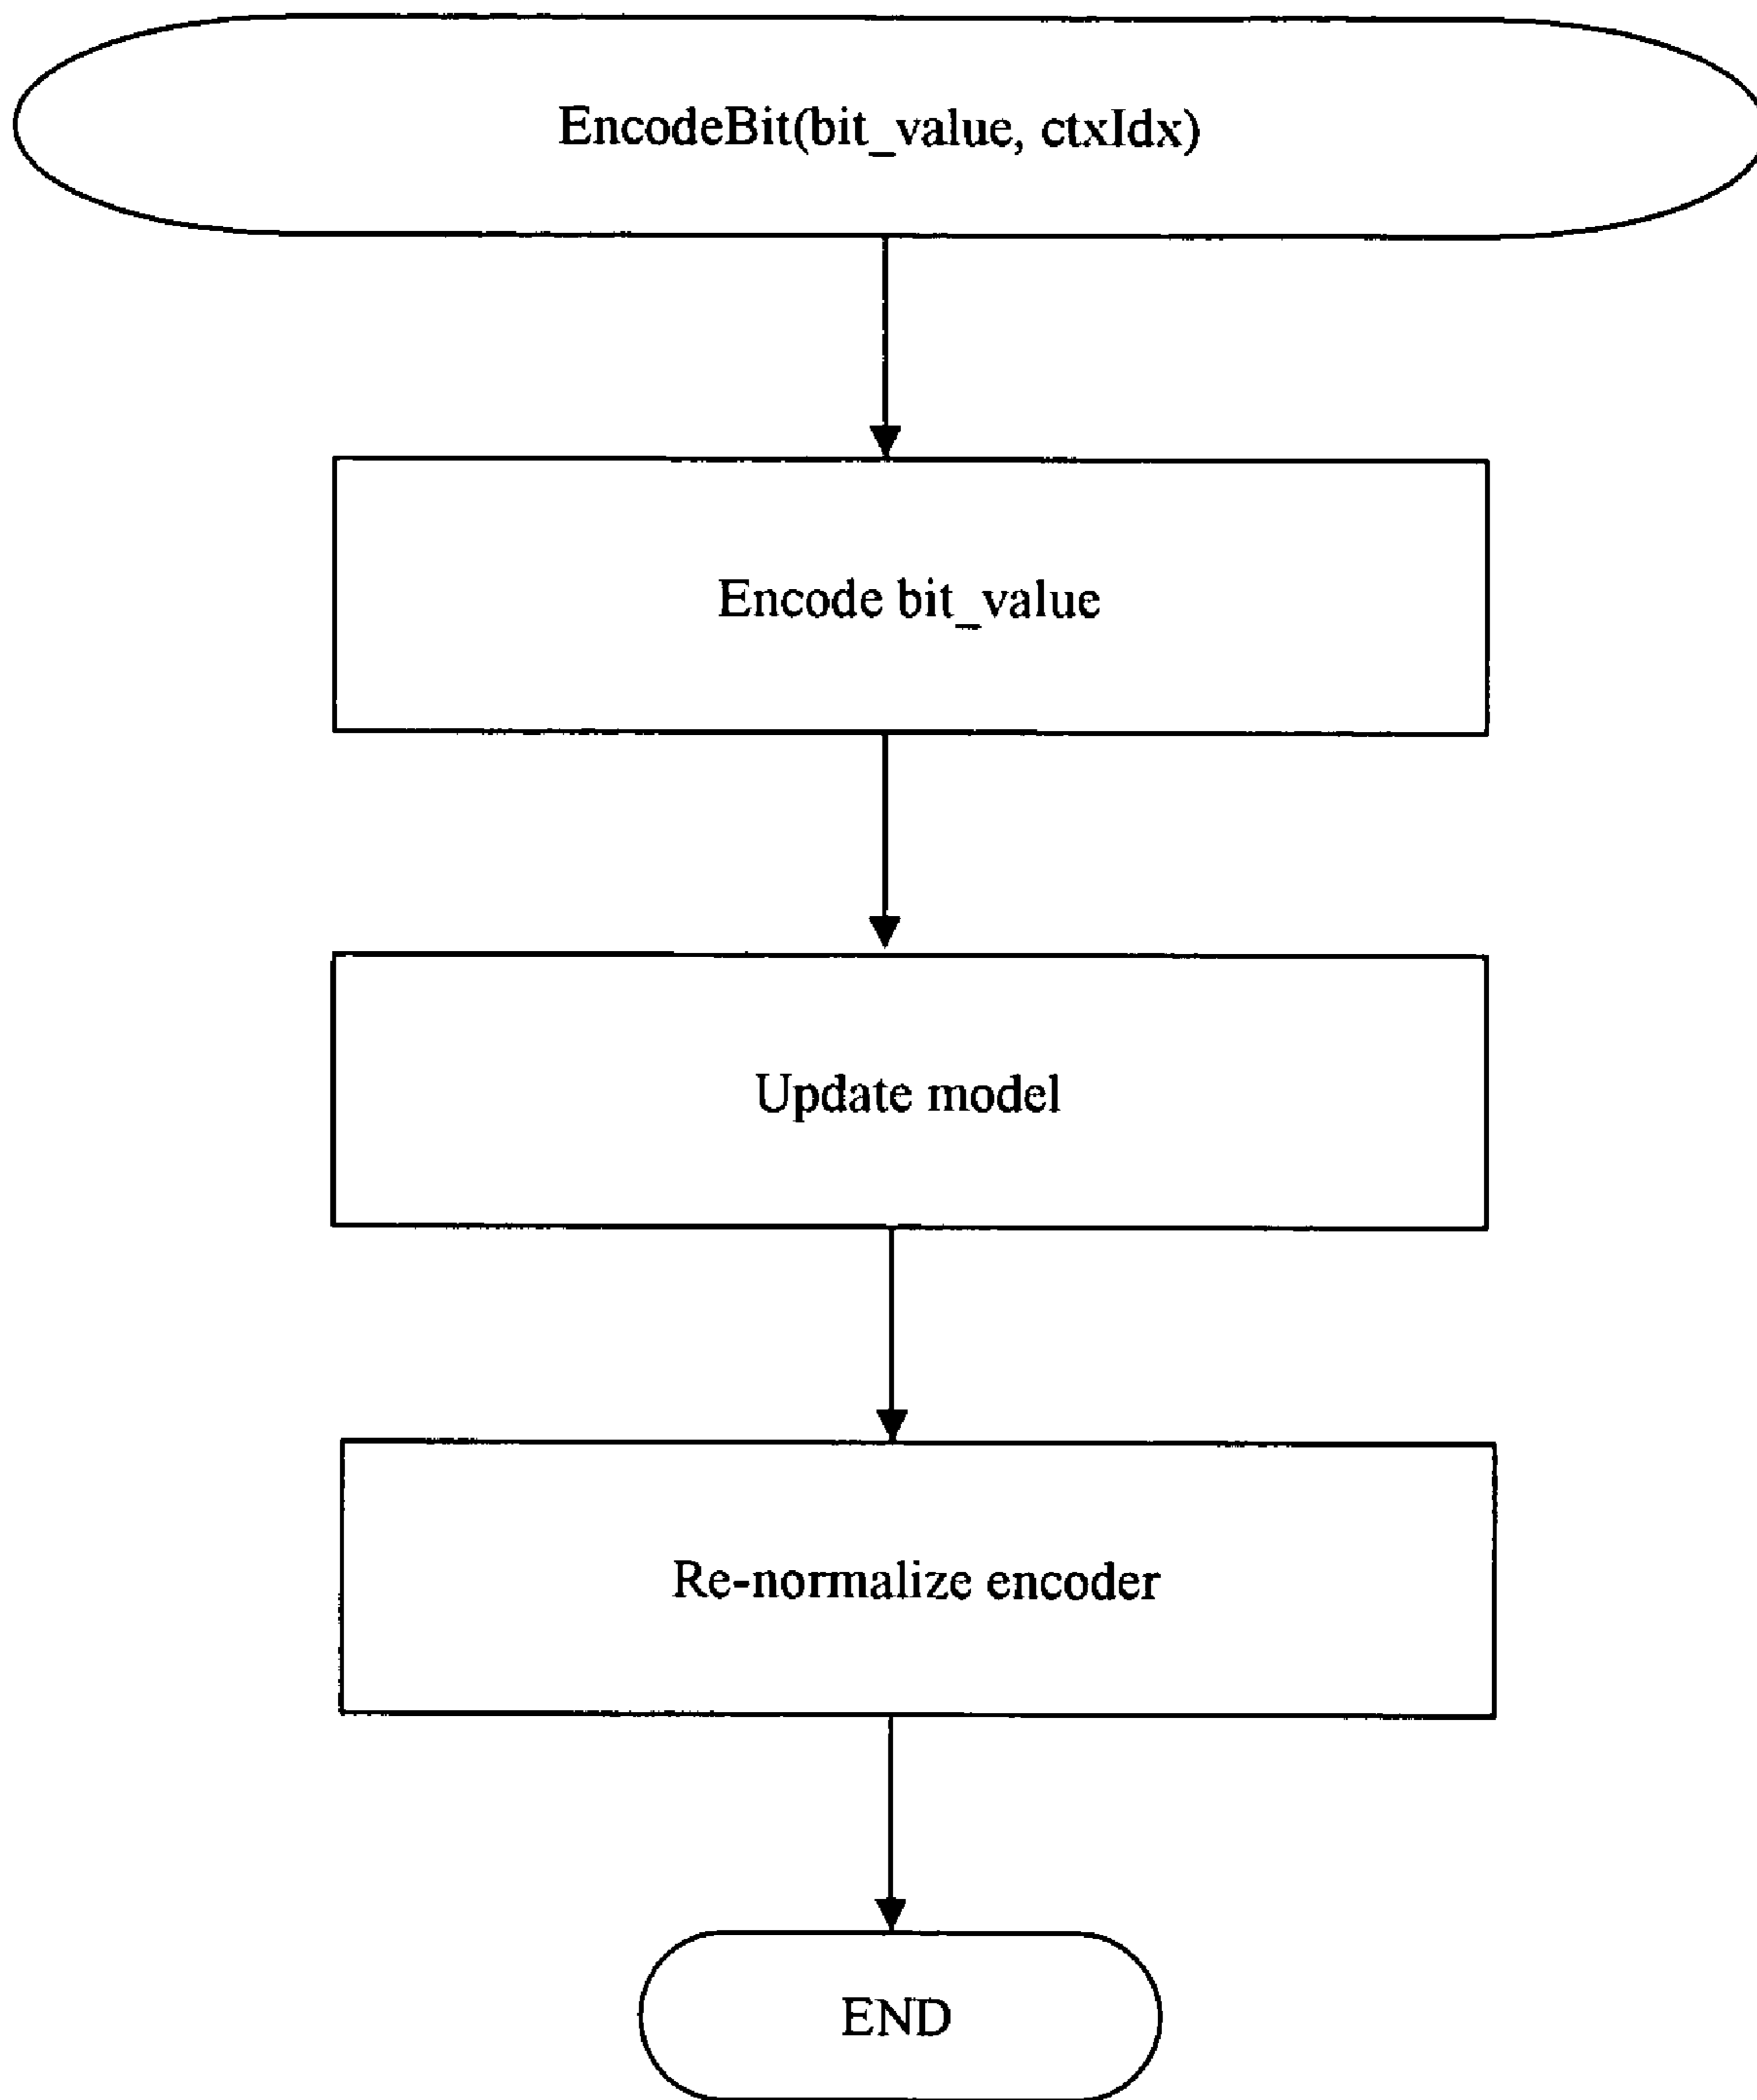 EncodeBit(bit_value, ctxIdx)
Encode bit_value
Update model
Re-normalize encoder
END